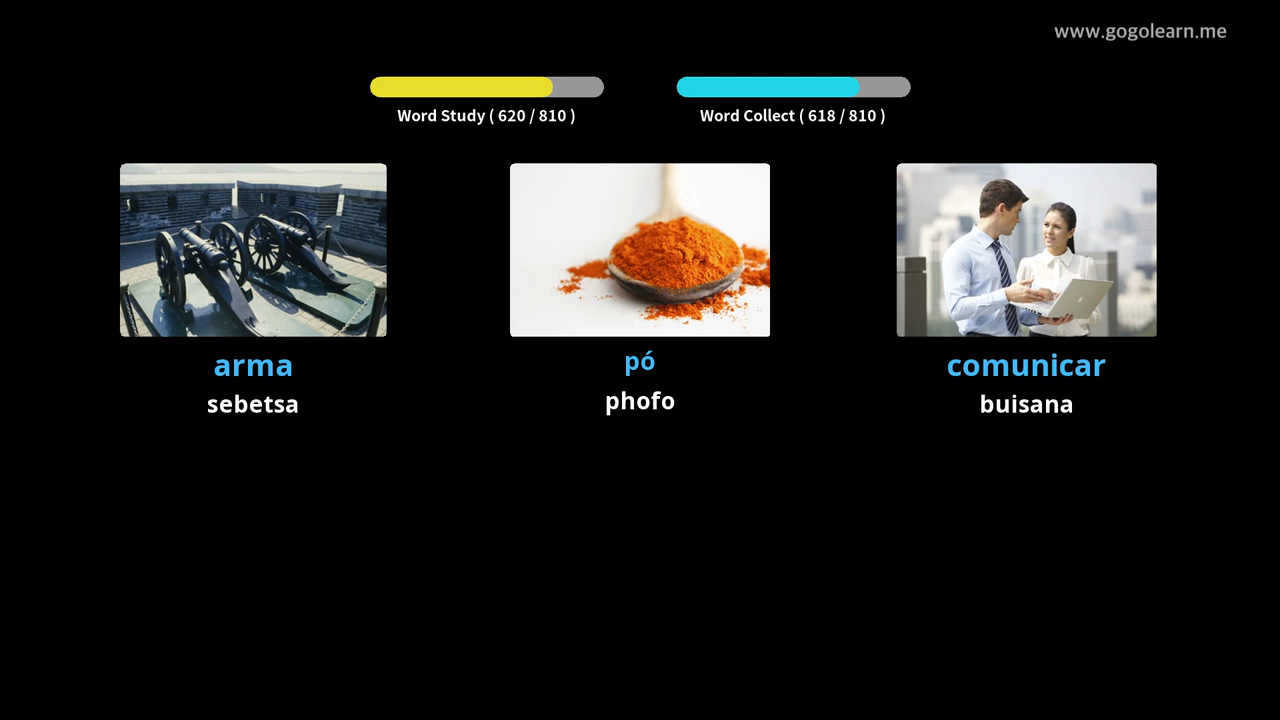 www.gogolearn.me
Word Study ( 620 / 810 )
Word Collect ( 618 / 810 )
arma
sebetsa
pó
phofo
comunicar
buisana